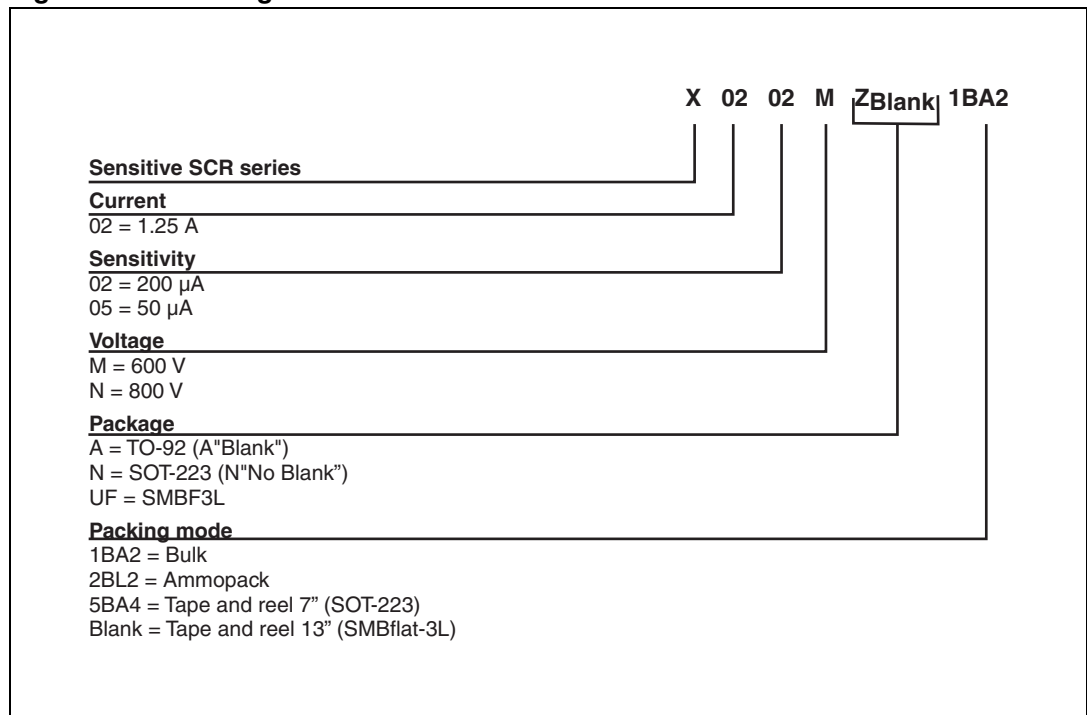 X 02 02 M ZBlank 1BA2
Sensitive SCR series
Current
02 = 1.25 A
Sensitivity
02 = 200 µA
05 = 50 µA
Voltage
M = 600 V
N = 800 V
Package
A = TO-92 (A"Blank")
N = SOT-223 (N"No Blank”)
UF = SMBF3L
Packing mode
1BA2 = Bulk
2BL2 = Ammopack
5BA4 = Tape and reel 7” (SOT-223)
Blank = Tape and reel 13” (SMBflat-3L)